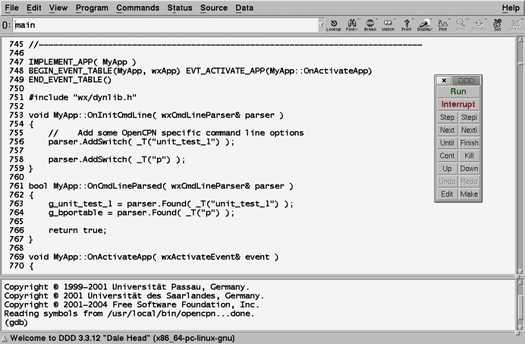 File Edit View Program Commands Status Source Data Help
(): main
Lookup Find» Break Watch Print Display Plot Rotate Set
745 //
746
747 IMPLEMENT_APP( MyApp )
748 BEGIN_EVENT_TABLE(MyApp, wxApp) EVT_ACTIVATE_APP(MyApp::OnActivateApp)
749 END_EVENT_TABLE()
750
751 #include "wx/dynlib.h"
752
753 void MyApp::OnInitCmdLine( wxCmdLineParser& parser )
754 {
755 // Add some OpenCPN specific command line options
756 parser.AddSwitch( _T("unit_test_1") );
757
758 parser.AddSwitch( _T("p") );
759 }
760
761 bool MyApp::OnCmdLineParsed( wxCmdLineParser& parser )
762 {
763 g_unit_test_1 = parser.Found( _T("unit_test_1") );
764 g_bportable = parser.Found( _T("p") );
765
766 return true;
767 }
768
769 void MyApp::OnActivateApp( wxActivateEvent& event )
770 {
DDD
Run
Interrupt
Step Stepi
Next Nexti
Until Finish
Cont Kill
Up Down
Undo Redo
Edit Make
Copyright © 1999-2001 Universität Passau, Germany.
Copyright © 2001 Universität des Saarlandes, Germany.
Copyright © 2001-2004 Free Software Foundation, Inc.
Reading symbols from /usr/local/bin/opencpn...done.
(gdb)
Welcome to DDD 3.3.12 "Dale Head" (x86_64-pc-linux-gnu)